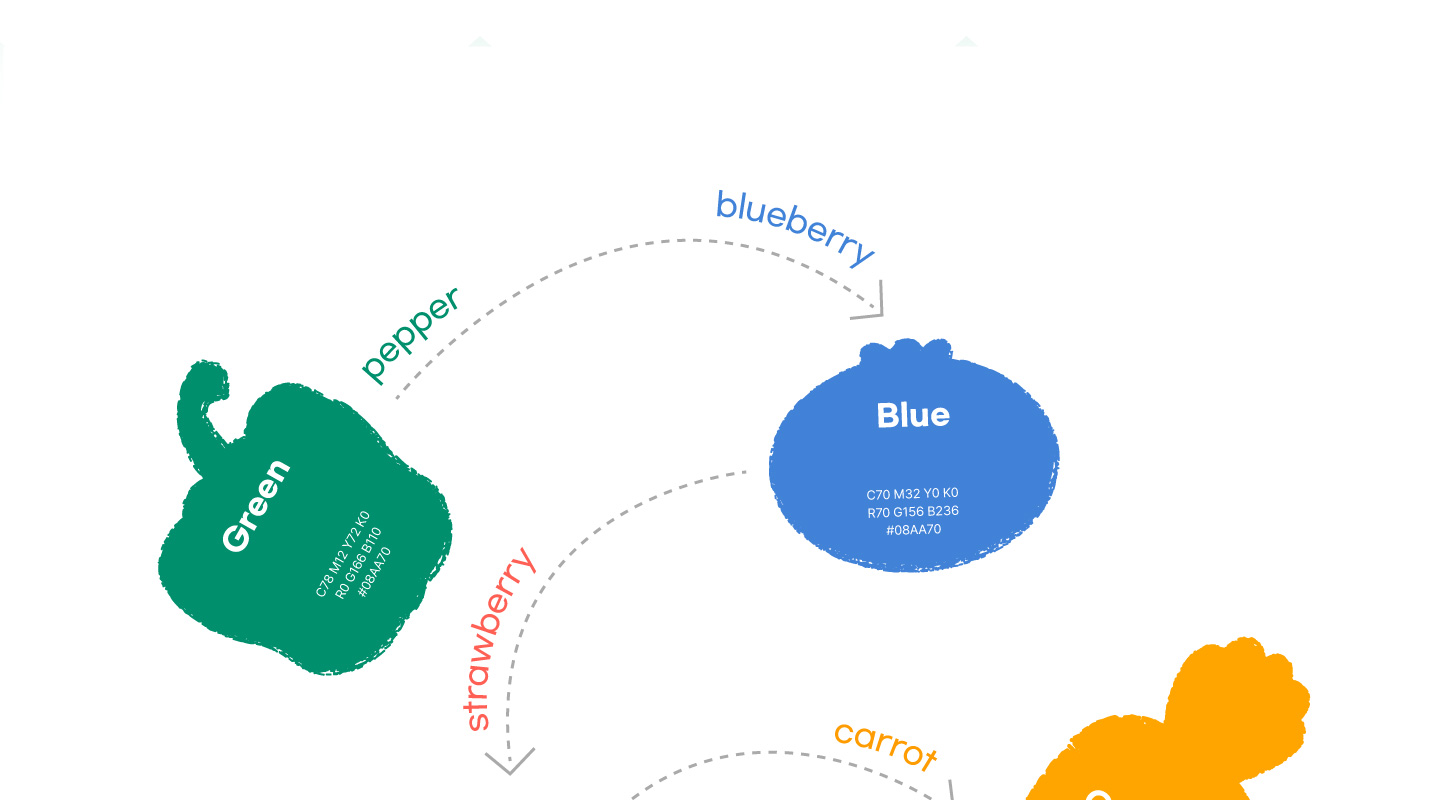 blueberry
pepper
Green
C78 M12 Y72 K0
R0 G166 B110
#08AA70
Blue
C70 M32 Y0 K0
R70 G156 B236
#08AA70
strawberry
carrot